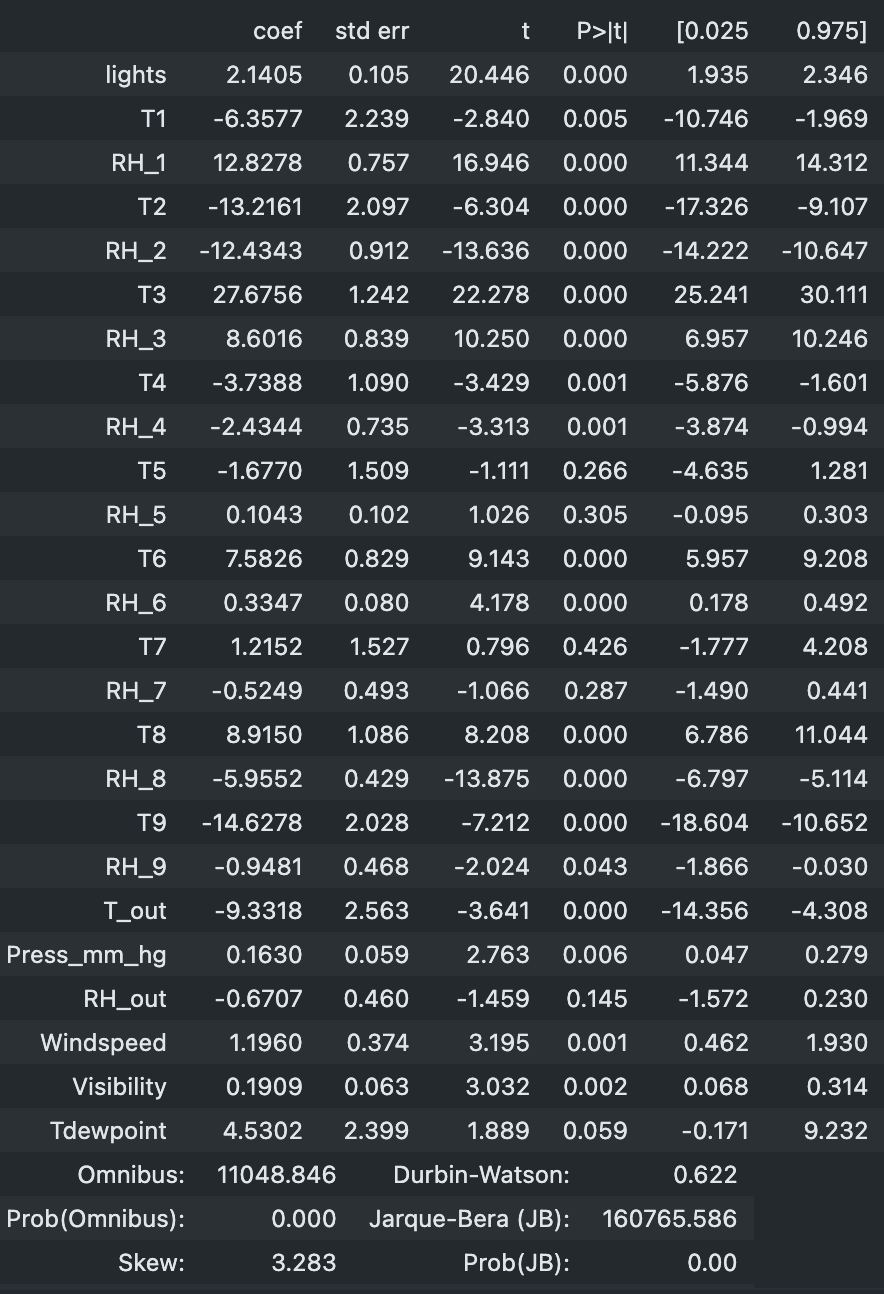 coef std err t P>|t| [0.025 0.975]
lights 2.1405 0.105 20.446 0.000 1.935 2.346
T1 -6.3577 2.239 -2.840 0.005 -10.746 -1.969
RH_1 12.8278 0.757 16.946 0.000 11.344 14.312
T2 -13.2161 2.097 -6.304 0.000 -17.326 -9.107
RH_2 -12.4343 0.912 -13.636 0.000 -14.222 -10.647
T3 27.6756 1.242 22.278 0.000 25.241 30.111
RH_3 8.6016 0.839 10.250 0.000 6.957 10.246
T4 -3.7388 1.090 -3.429 0.001 -5.876 -1.601
RH_4 -2.4344 0.735 -3.313 0.001 -3.874 -0.994
T5 -1.6770 1.509 -1.111 0.266 -4.635 1.281
RH_5 0.1043 0.102 1.026 0.305 -0.095 0.303
T6 7.5826 0.829 9.143 0.000 5.957 9.208
RH_6 0.3347 0.080 4.178 0.000 0.178 0.492
T7 1.2152 1.527 0.796 0.426 -1.777 4.208
RH_7 -0.5249 0.493 -1.066 0.287 -1.490 0.441
T8 8.9150 1.086 8.208 0.000 6.786 11.044
RH_8 -5.9552 0.429 -13.875 0.000 -6.797 -5.114
T9 -14.6278 2.028 -7.212 0.000 -18.604 -10.652
RH_9 -0.9481 0.468 -2.024 0.043 -1.866 -0.030
T_out -9.3318 2.563 -3.641 0.000 -14.356 -4.308
Press_mm_hg 0.1630 0.059 2.763 0.006 0.047 0.279
RH_out -0.6707 0.460 -1.459 0.145 -1.572 0.230
Windspeed 1.1960 0.374 3.195 0.001 0.462 1.930
Visibility 0.1909 0.063 3.032 0.002 0.068 0.314
Tdewpoint 4.5302 2.399 1.889 0.059 -0.171 9.232
Omnibus: 11048.846 Durbin-Watson: 0.622
Prob(Omnibus): 0.000 Jarque-Bera (JB): 160765.586
Skew: 3.283 Prob(JB): 0.00